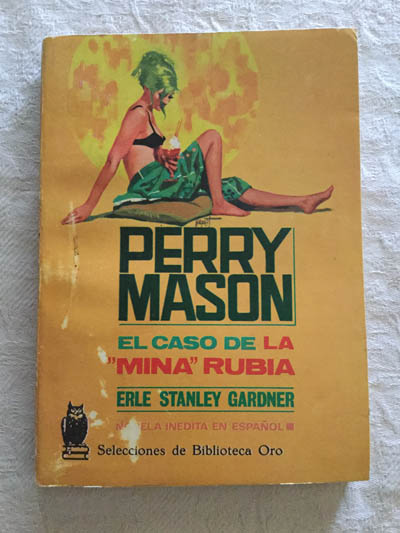 PERRY
MASON
EL CASO DE LA
"MINA" RUBIA
ERLE STANLEY GARDNER
NOVELA INEDITA EN ESPAÑOL
Selecciones de Biblioteca Oro